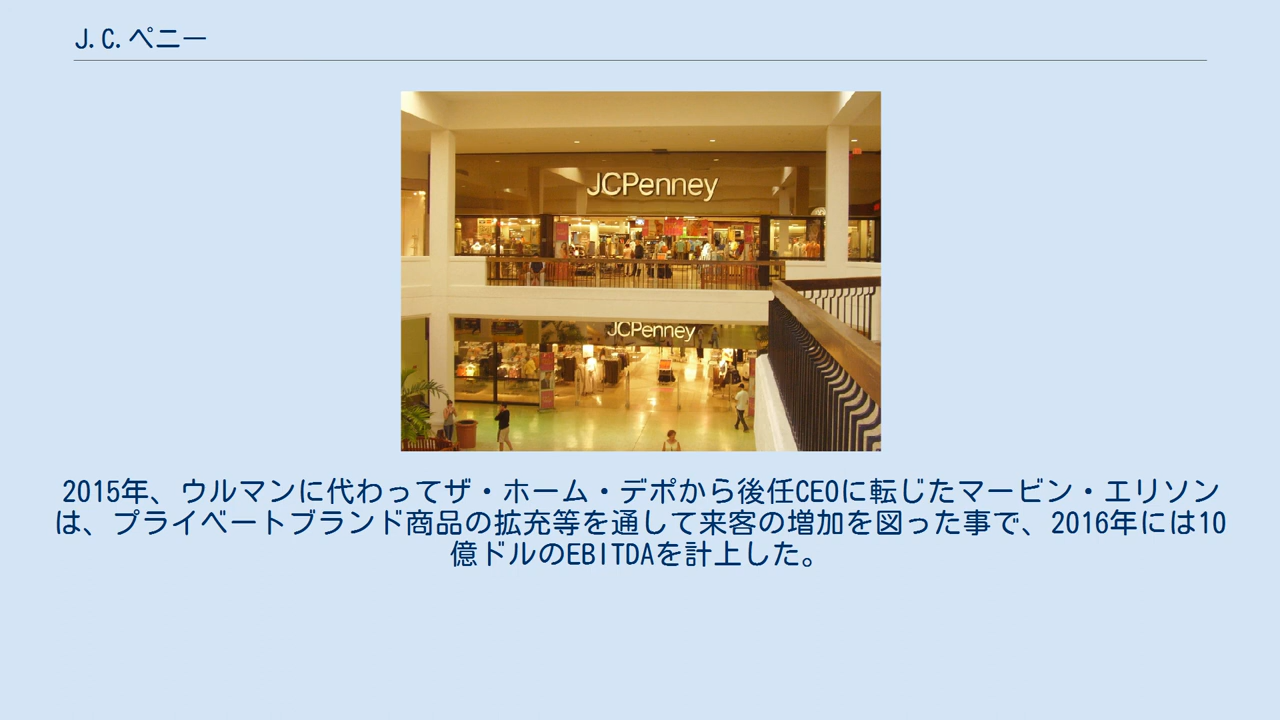 J.C.ペニー
JCPenney
JCPenney
2015年、ウルマンに代わってザ・ホーム・デポから後任CEOに転じたマービン・エリソン
は、プライベートブランド商品の拡充等を通して来客の増加を図った事で、2016年には10
億ドルのEBITDAを計上した。